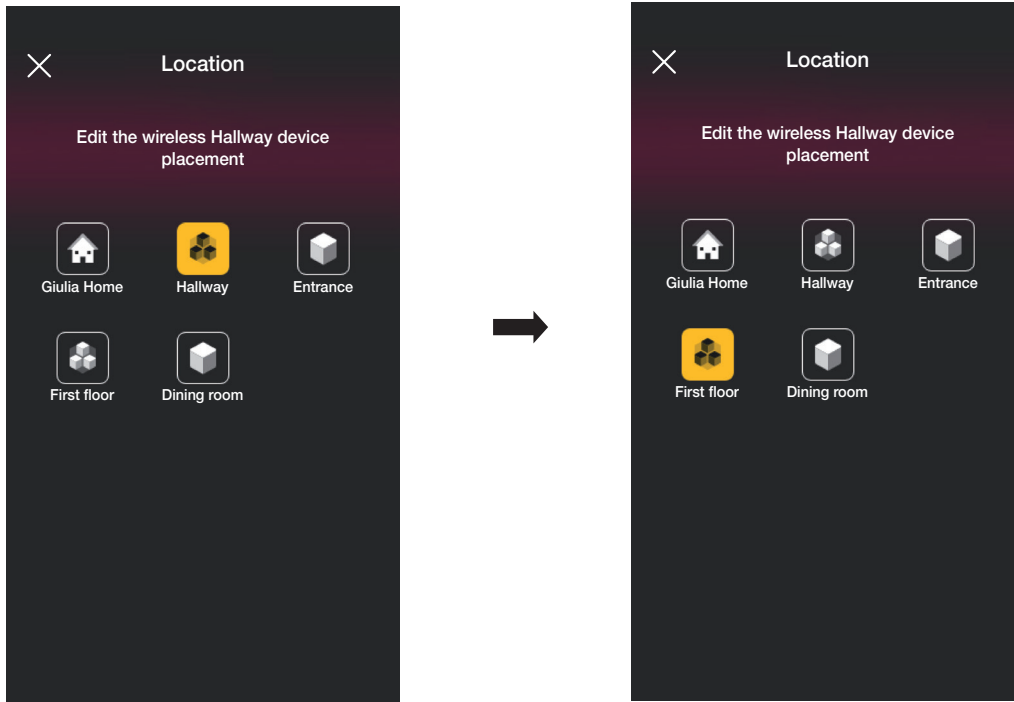 Location
Edit the wireless Hallway device
placement
Giulia Home
Hallway
Entrance
First floor
Dining room
Location
Edit the wireless Hallway device
placement
Giulia Home
Hallway
Entrance
First floor
Dining room